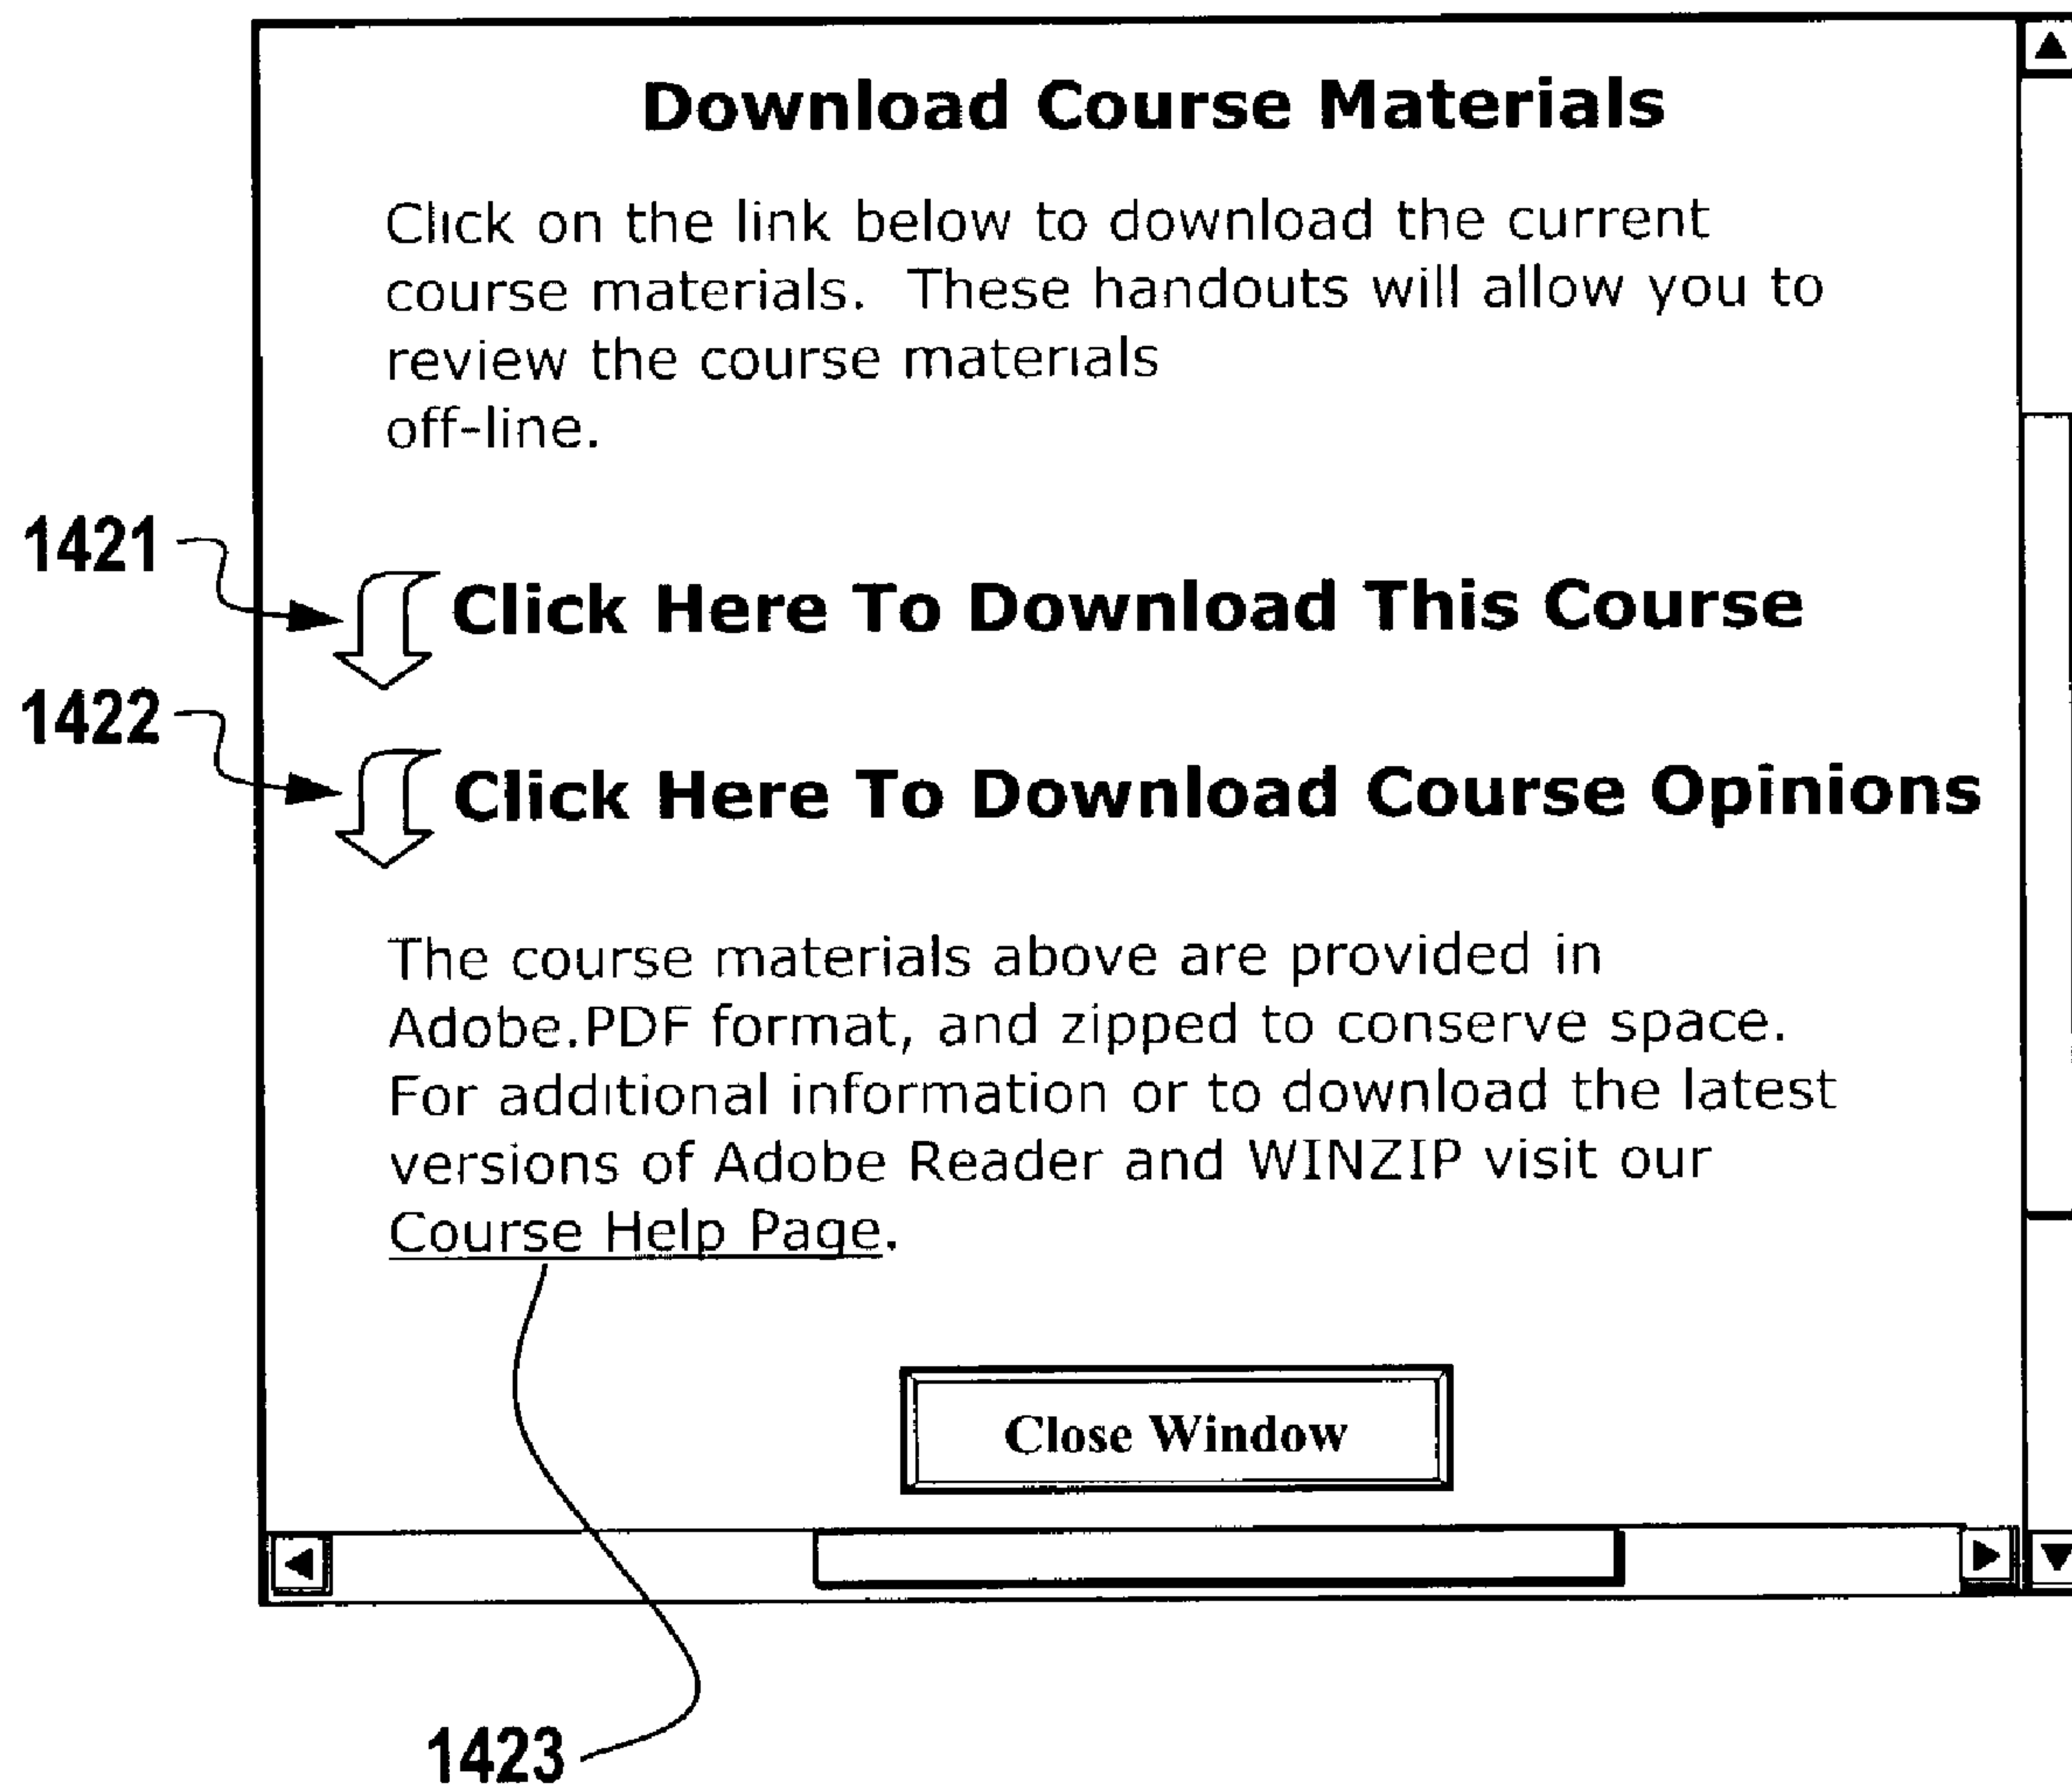 Download Course Materials
Click on the link below to download the current
course materials. These handouts will allow you to
review the course materials
off-line.
1421
Click Here To Download This Course
1422
Click Here To Download Course Opinions
The course materials above are provided in
Adobe.PDF format, and zipped to conserve space.
For additional information or to download the latest
versions of Adobe Reader and WINZIP visit our
Course Help Page.
Close Window
1423